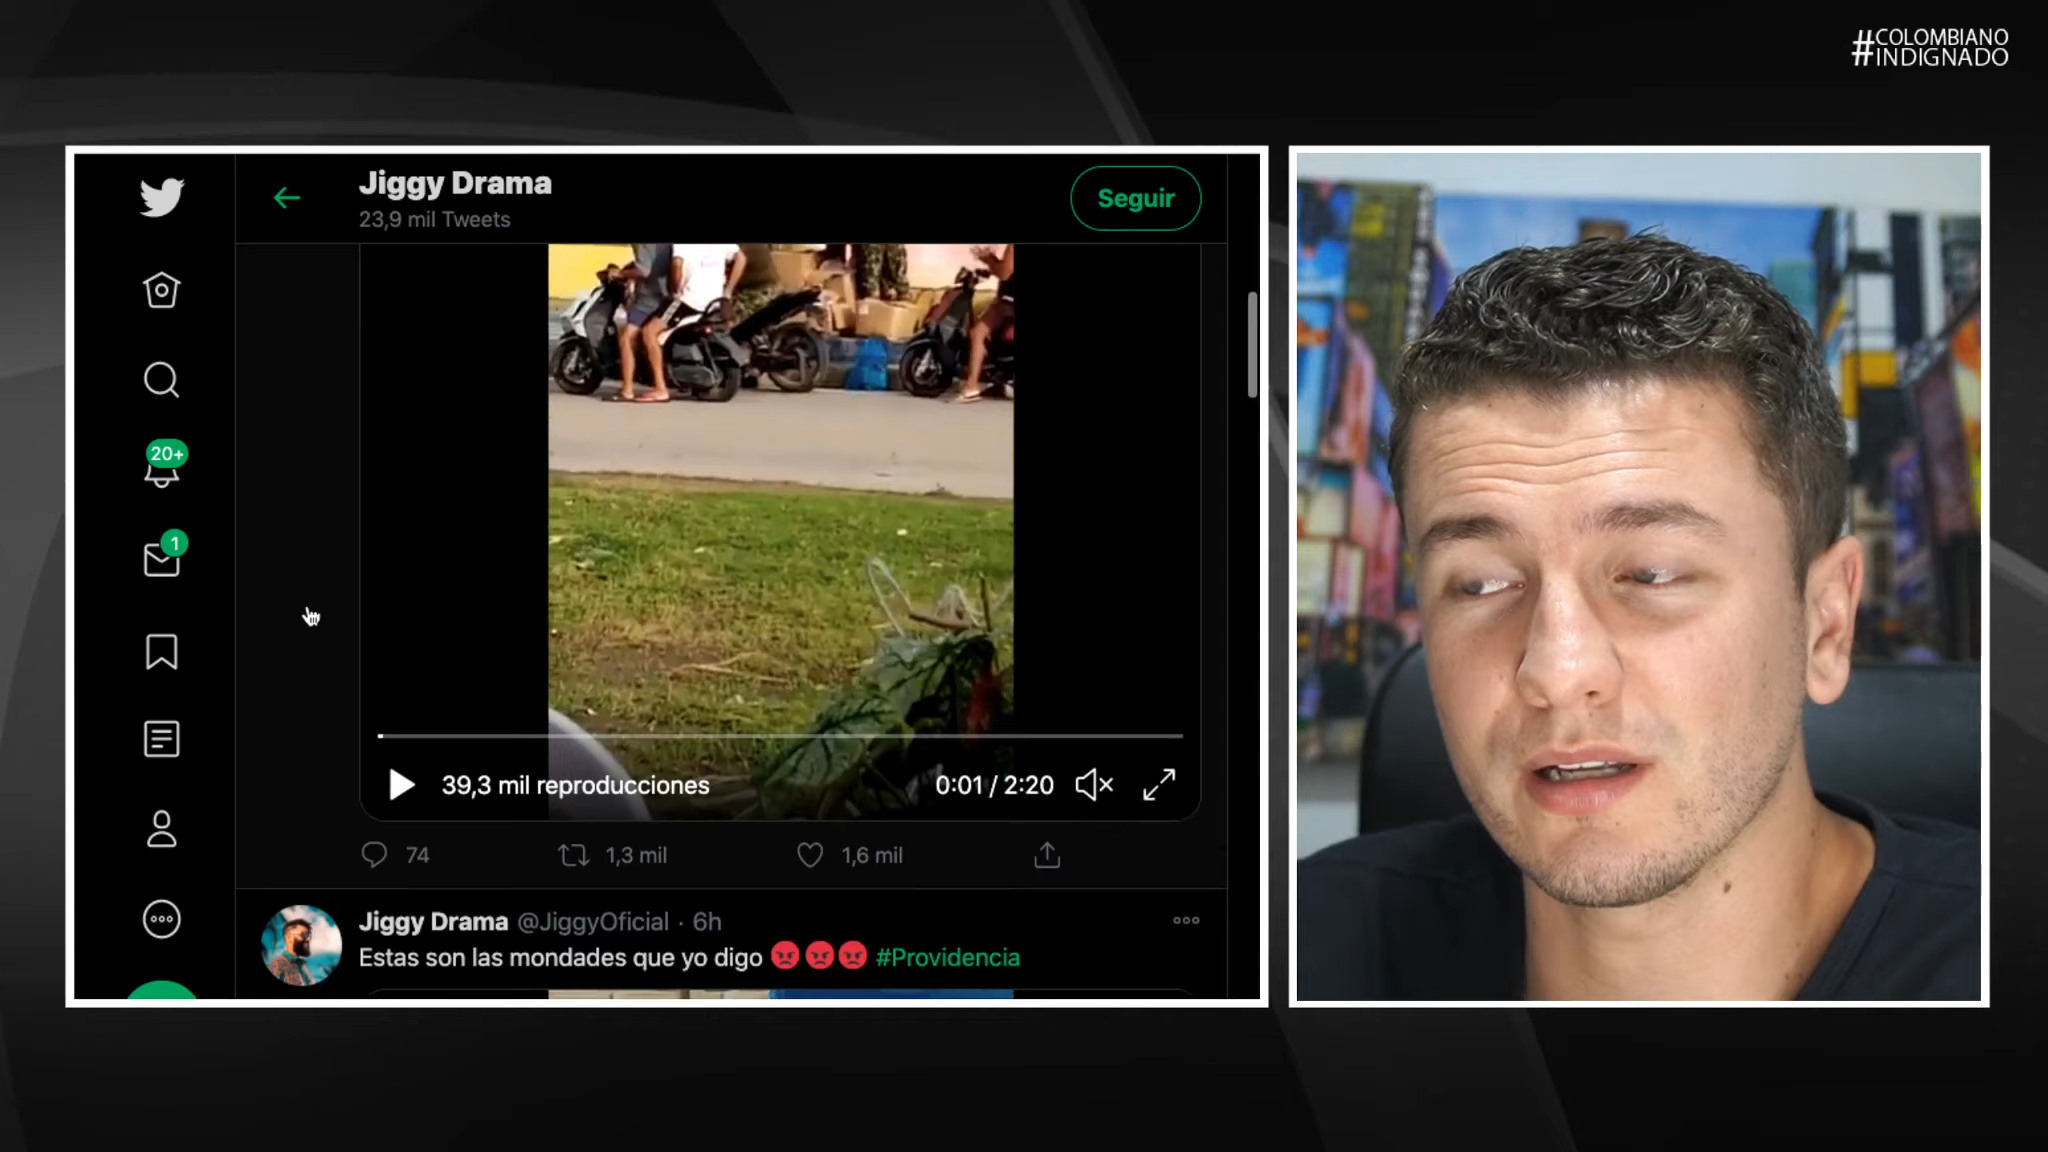 #COLOMBIANO
INDIGNADO
Jiggy Drama
23,9 mil Tweets
Seguir
20+
1
39,3 mil reproducciones
0:01 / 2:20
74
1,3 mil
1,6 mil
Jiggy Drama @JiggyOficial · 6h
Estas son las mondades que yo digo 😡😡😡 #Providencia